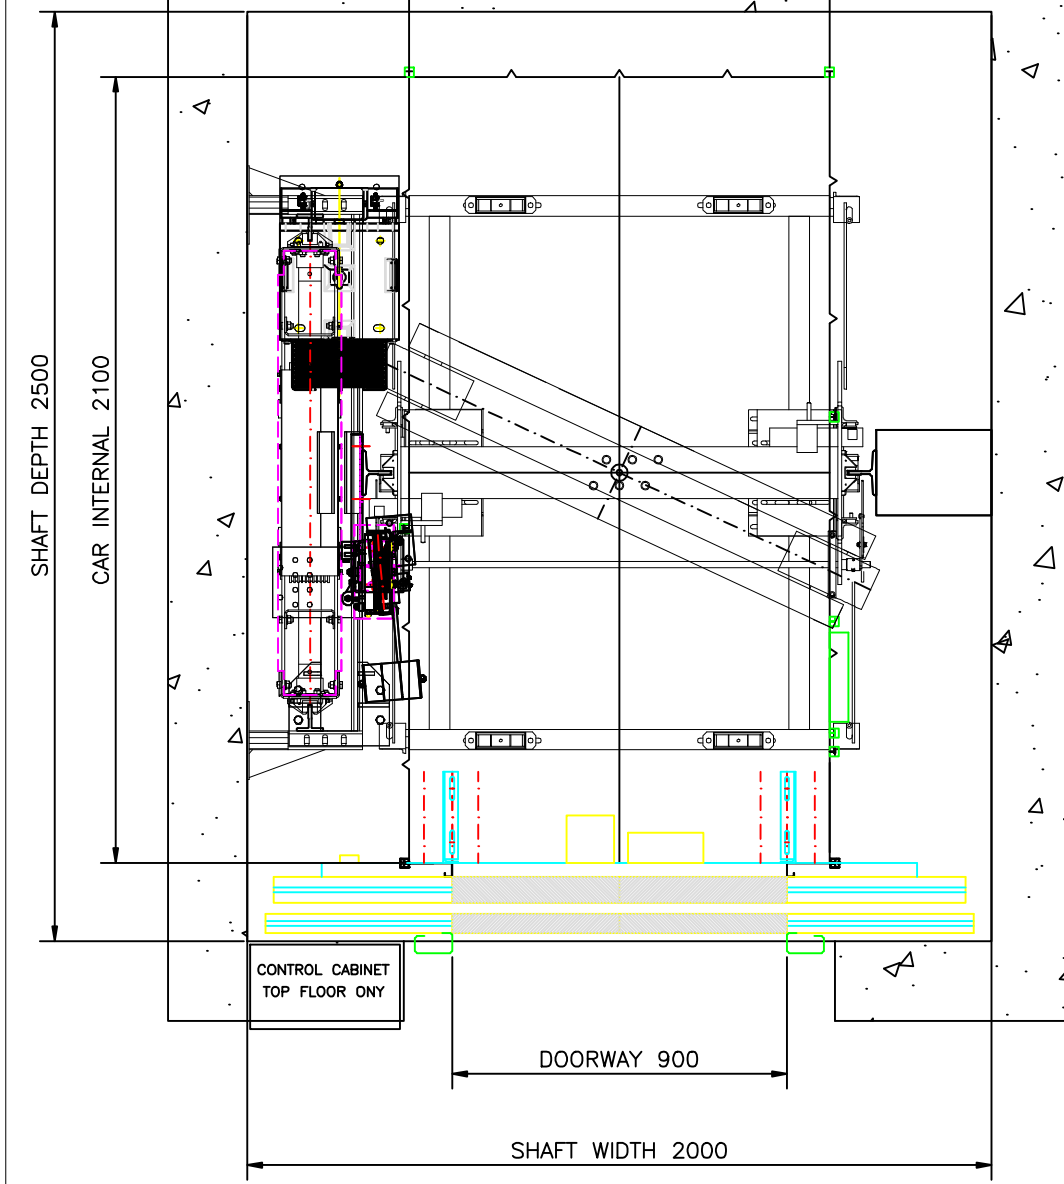 SHAFT DEPTH 2500
CAR INTERNAL 2100
CONTROL CABINET
TOP FLOOR ONY
DOORWAY 900
SHAFT WIDTH 2000